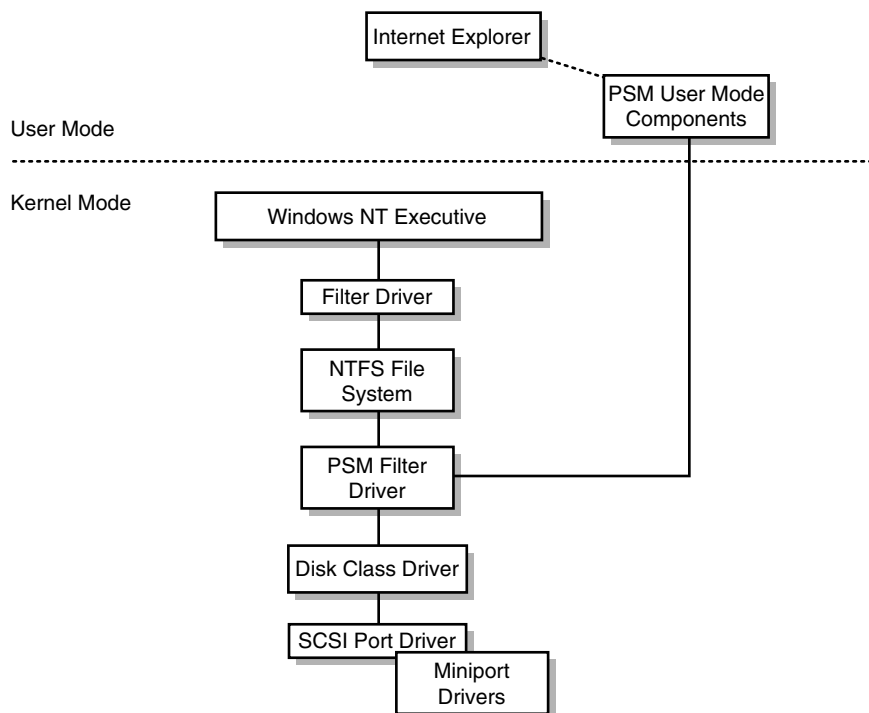 Internet Explorer
PSM User Mode
Components
User Mode
Kernel Mode
Windows NT Executive
Filter Driver
NTFS File
System
PSM Filter
Driver
Disk Class Driver
SCSI Port Driver
Miniport
Drivers